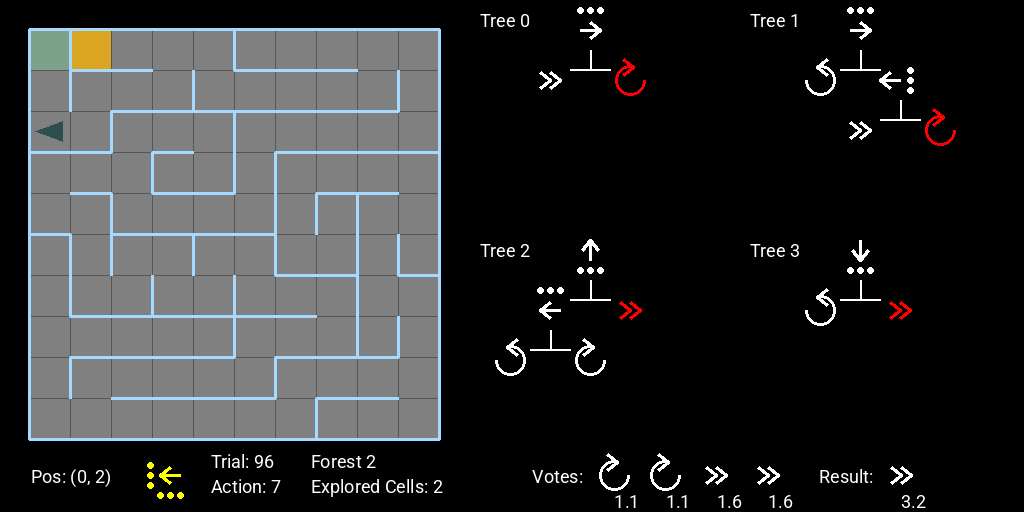 Tree 0
Tree 1
Tree 2
Tree 3
Pos: (0, 2)
Trial: 96
Action: 7
Forest 2
Explored Cells: 2
Votes:
1.1
1.1
1.6
1.6
Result:
3.2